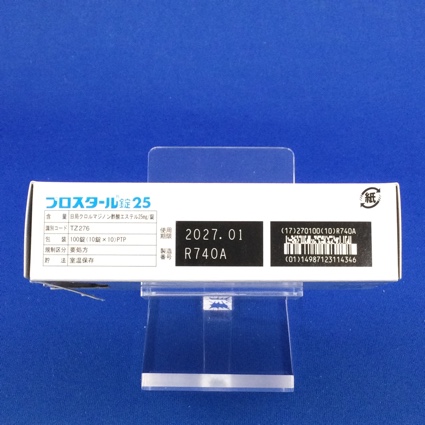 プロスタール錠25
含量 日局クロルマジノン酢酸エステル25mg/錠
識別コード TZ276
包装 100錠(10錠×10)/PTP
規制区分 要処方
貯法 室温保存
使用期限 2027.01
製造番号 R740A
(17)270100(10)R740A
(01)14987123114346
紙